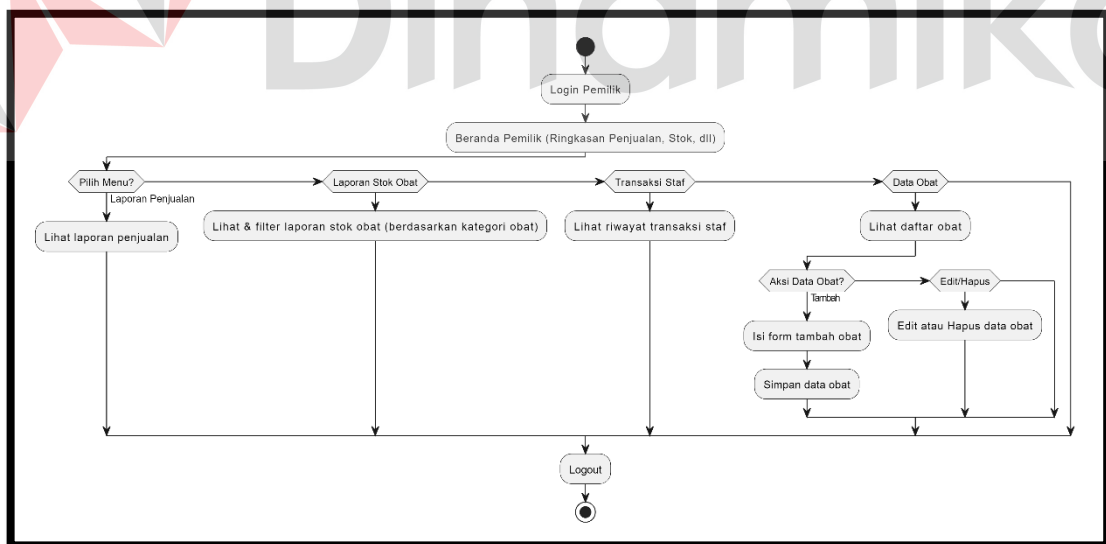 Dinamika
Login Pemilik
Beranda Pemilik (Ringkasan Penjualan, Stok, dll)
Pilih Menu?
Laporan Stok Obat
Transaksi Staf
Data Obat
Laporan Penjualan
Lihat laporan penjualan
Lihat & filter laporan stok obat (berdasarkan kategori obat)
Lihat riwayat transaksi staf
Lihat daftar obat
Aksi Data Obat?
Edit/Hapus
Tambah
Isi form tambah obat
Edit atau Hapus data obat
Simpan data obat
Logout